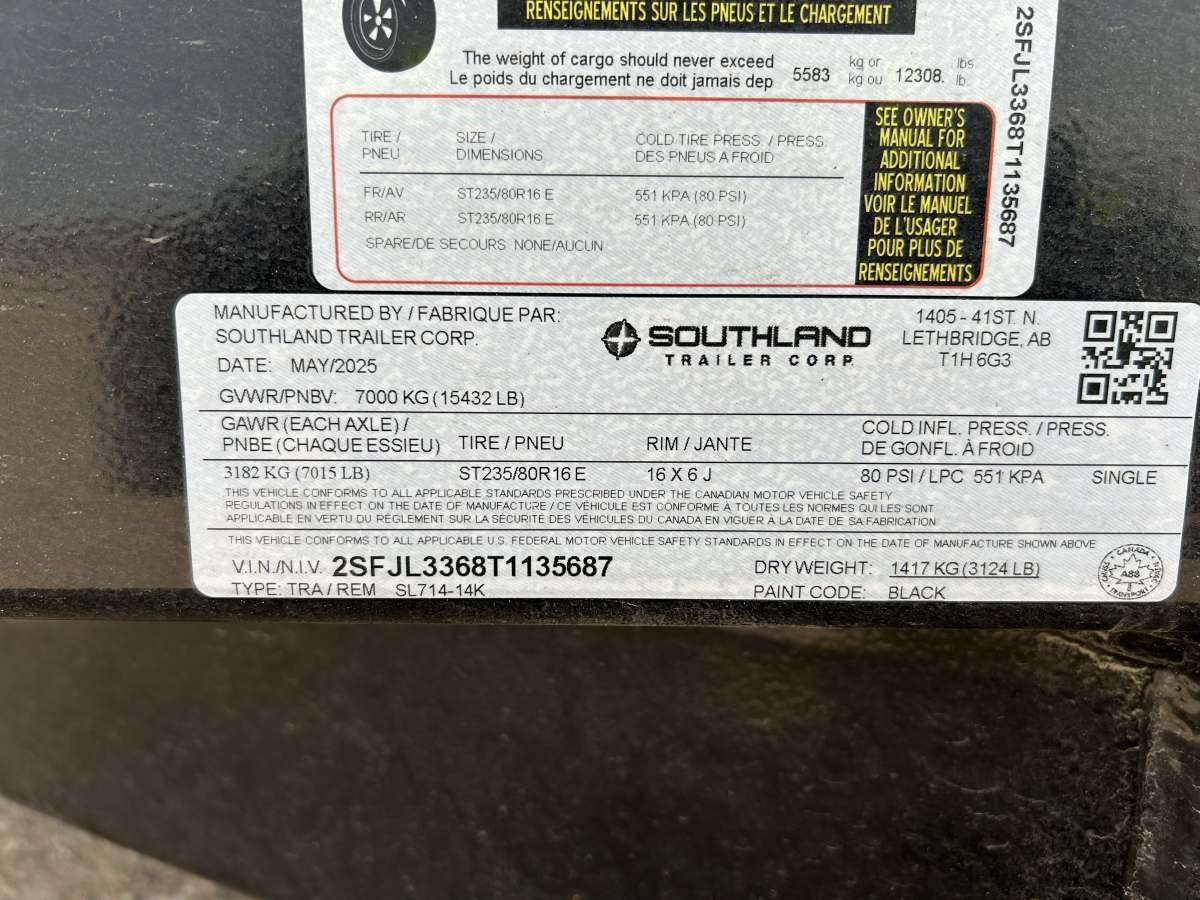 RENSEIGNEMENTS SUR LES PNEUS ET LE CHARGEMENT
The weight of cargo should never exceed
Le poids du chargement ne doit jamais dep
5583 kg or 12308. lbs
kg ou lb
2SFJL3368T1135687
TIRE / SIZE / COLD TIRE PRESS. / PRESS.
PNEU DIMENSIONS DES PNEUS A FROID
FR/AV ST235/80R16 E 551 KPA (80 PSI)
RR/AR ST235/80R16 E 551 KPA (80 PSI)
SPARE/DE SECOURS NONE/AUCUN
SEE OWNER'S
MANUAL FOR
ADDITIONAL
INFORMATION
VOIR LE MANUEL
DE L'USAGER
POUR PLUS DE
RENSEIGNEMENTS
MANUFACTURED BY / FABRIQUE PAR:
SOUTHLAND TRAILER CORP.
DATE: MAY/2025
GVWR/PNBV: 7000 KG (15432 LB)
SOUTHLAND
TRAILER CORP.
1405 - 41ST. N.
LETHBRIDGE, AB
T1H 6G3
GAWR (EACH AXLE) /
PNBE (CHAQUE ESSIEU) TIRE / PNEU RIM / JANTE
COLD INFL. PRESS. / PRESS.
DE GONFL. À FROID
3182 KG (7015 LB) ST235/80R16 E 16 X 6 J 80 PSI / LPC 551 KPA SINGLE
THIS VEHICLE CONFORMS TO ALL APPLICABLE STANDARDS PRESCRIBED UNDER THE CANADIAN MOTOR VEHICLE SAFETY
REGULATIONS IN EFFECT ON THE DATE OF MANUFACTURE / CE VÉHICULE EST CONFORME À TOUTES LES NORMES QUI LES SONT
APPLICABLE EN VERTU DU RÉGLEMENT SUR LA SÉCURITÉ DES VÉHICULES DU CANADA EN VIGUER À LA DATE DE SA FABRICATION
THIS VEHICLE CONFORMS TO ALL APPLICABLE U.S. FEDERAL MOTOR VEHICLE SAFETY STANDARDS IN EFFECT ON THE DATE OF MANUFACTURE SHOWN ABOVE
V.I.N./N.I.V. 2SFJL3368T1135687 DRY WEIGHT: 1417 KG (3124 LB)
TYPE: TRA / REM SL714-14K PAINT CODE: BLACK
CANADA
A88
TRANSPORT